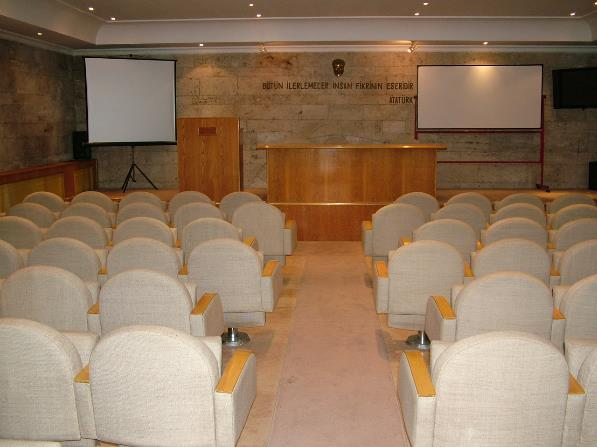 BÜTÜN İLERLEMELER İNSAN FİKRİNİN ESERİDİR
ATATÜRK